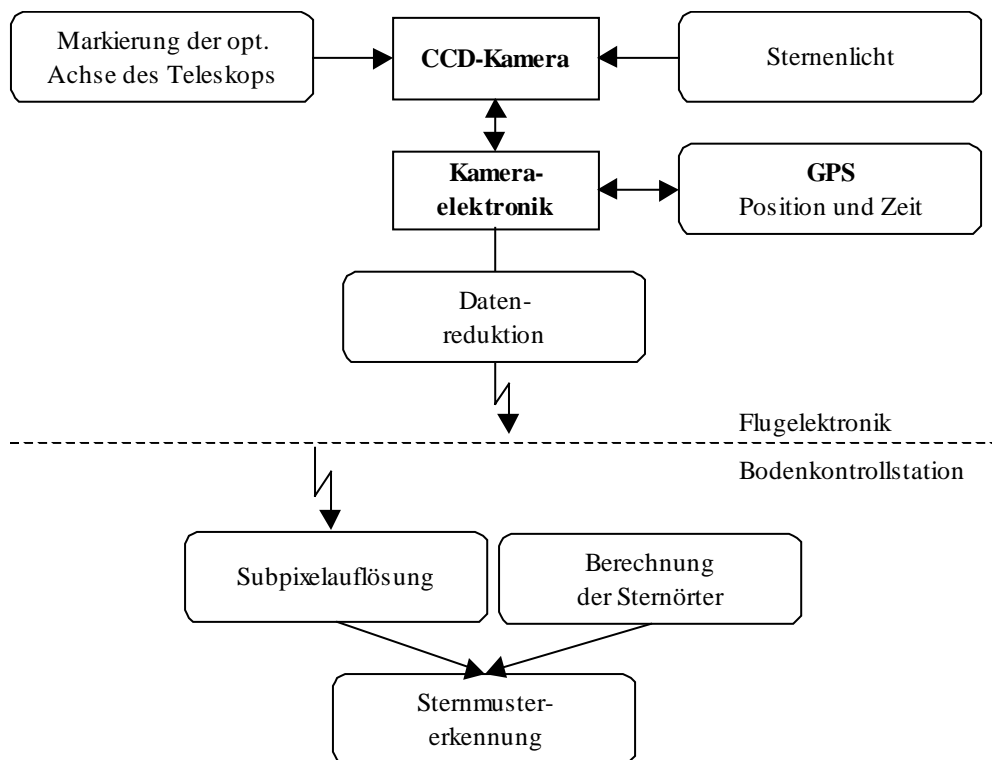 Markierung der opt.
Achse des Teleskops
CCD-Kamera
Sternenlicht
Kamera-
elektronik
GPS
Position und Zeit
Daten-
reduktion
Flugelektronik
Bodenkontrollstation
Subpixelauflösung
Berechnung
der Sternörter
Sternmuster-
erkennung